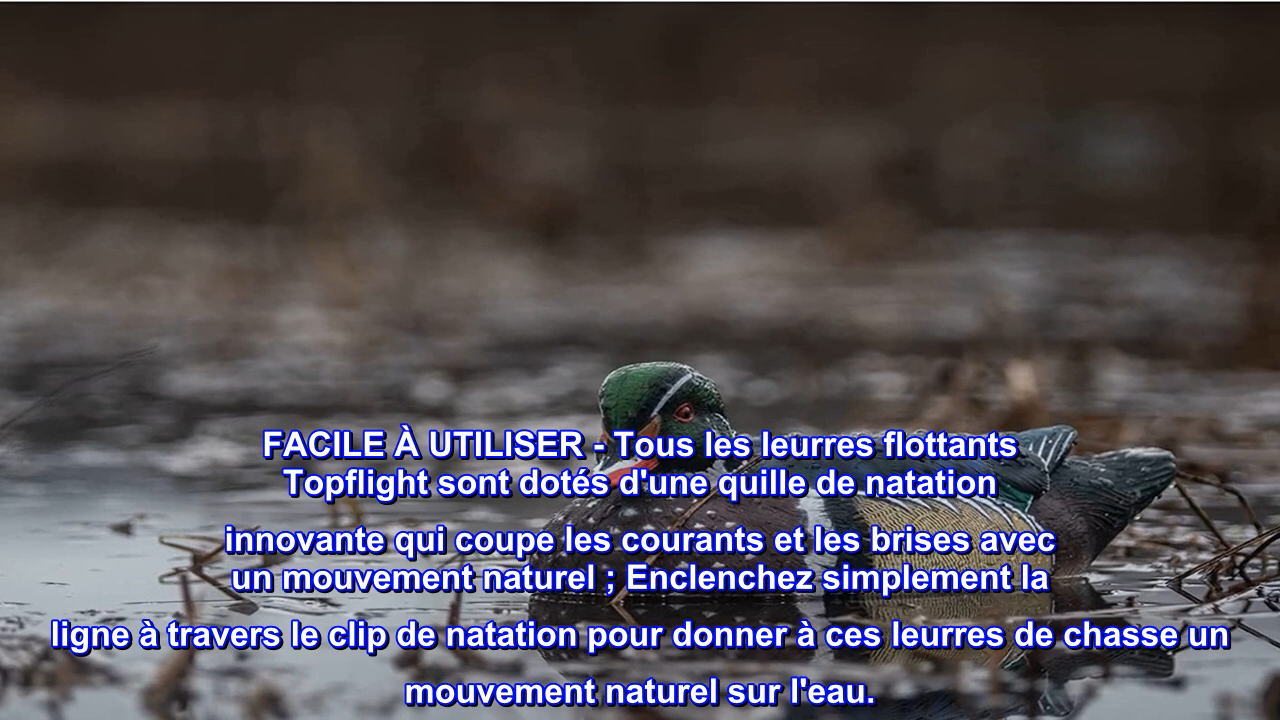 FACILE À UTILISER - Tous les leurres flottants
Topflight sont dotés d'une quille de natation
innovante qui coupe les courants et les brises avec
un mouvement naturel ; Enclenchez simplement la
ligne à travers le clip de natation pour donner à ces leurres de chasse un
mouvement naturel sur l'eau.